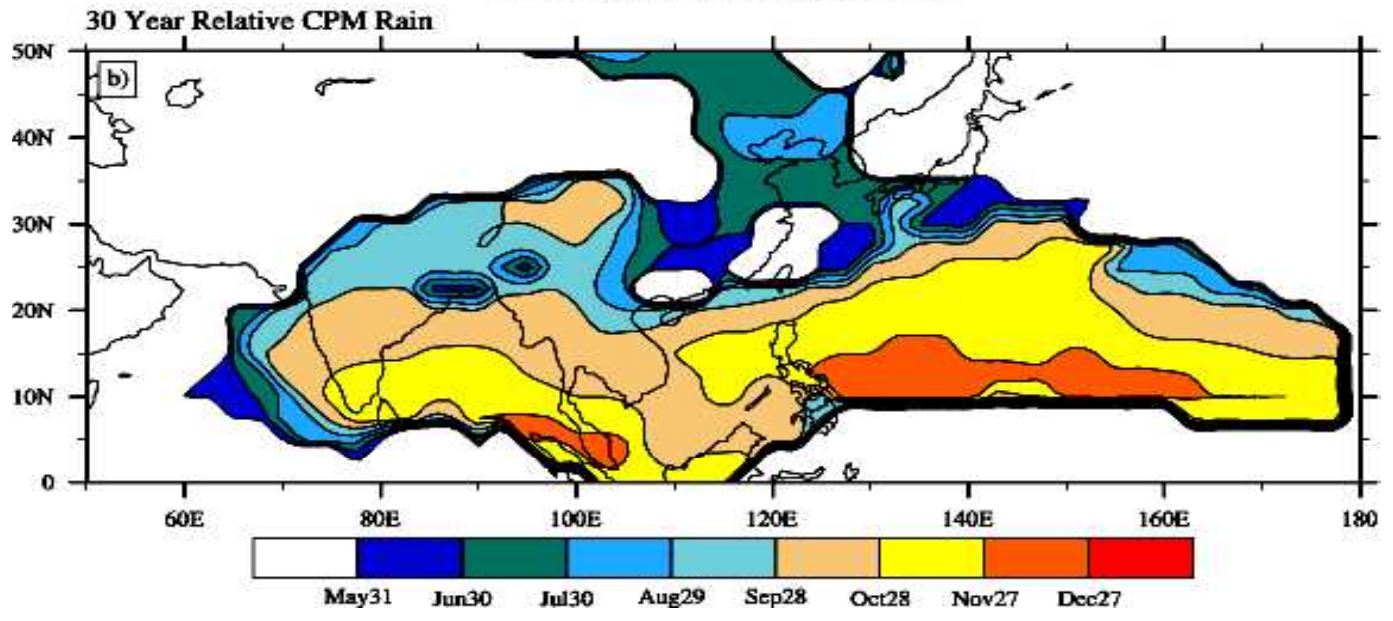 30 Year Relative CPM Rain
b)
50N
40N
30N
20N
10N
0
60E 80E 100E 120E 140E 160E 180
May31 Jun30 Jul30 Aug29 Sep28 Oct28 Nov27 Dec27